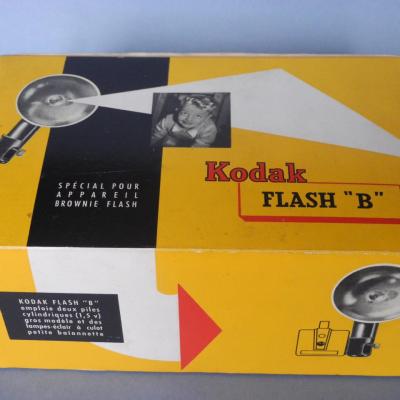 SPÉCIAL POUR
APPAREIL
BROWNIE FLASH
Kodak
FLASH "B"
KODAK FLASH "B"
emploie deux piles
cylindriques (1,5 v)
gros modèle et des
lampes-éclair à culot
petite baïonnette